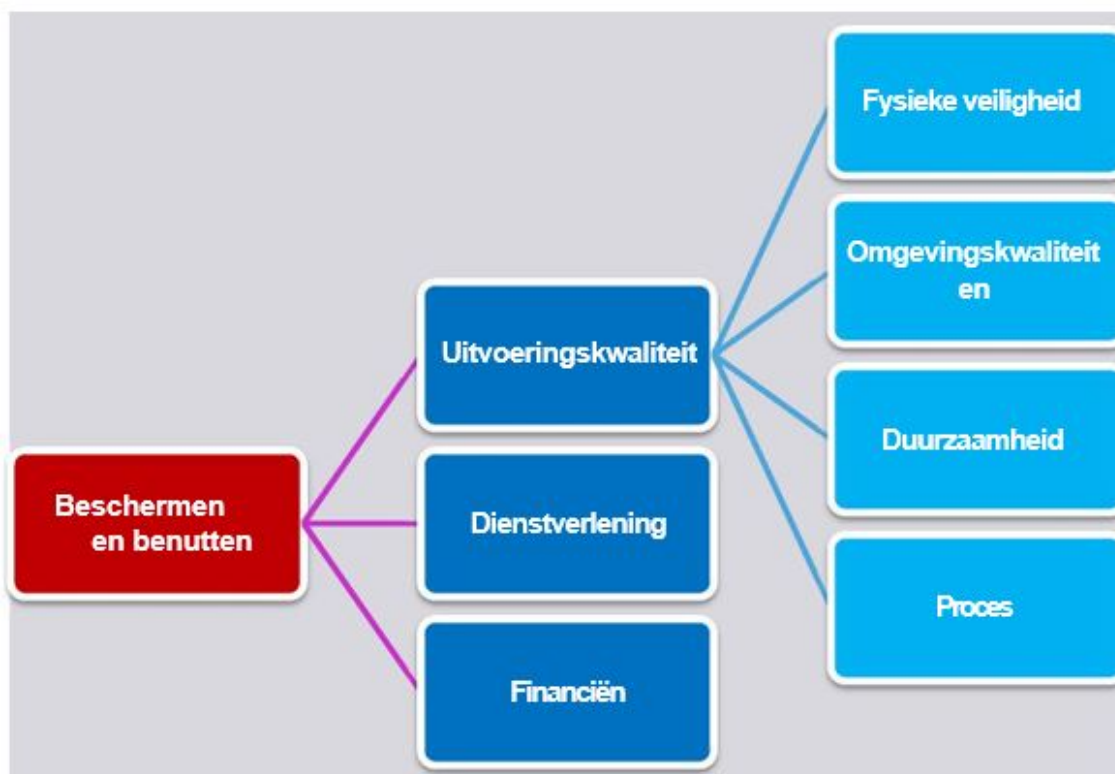 Fysieke veiligheid
Omgevingskwaliteit
en
Uitvoeringskwaliteit
Duurzaamheid
Beschermen
en benutten
Dienstverlening
Proces
Financiën